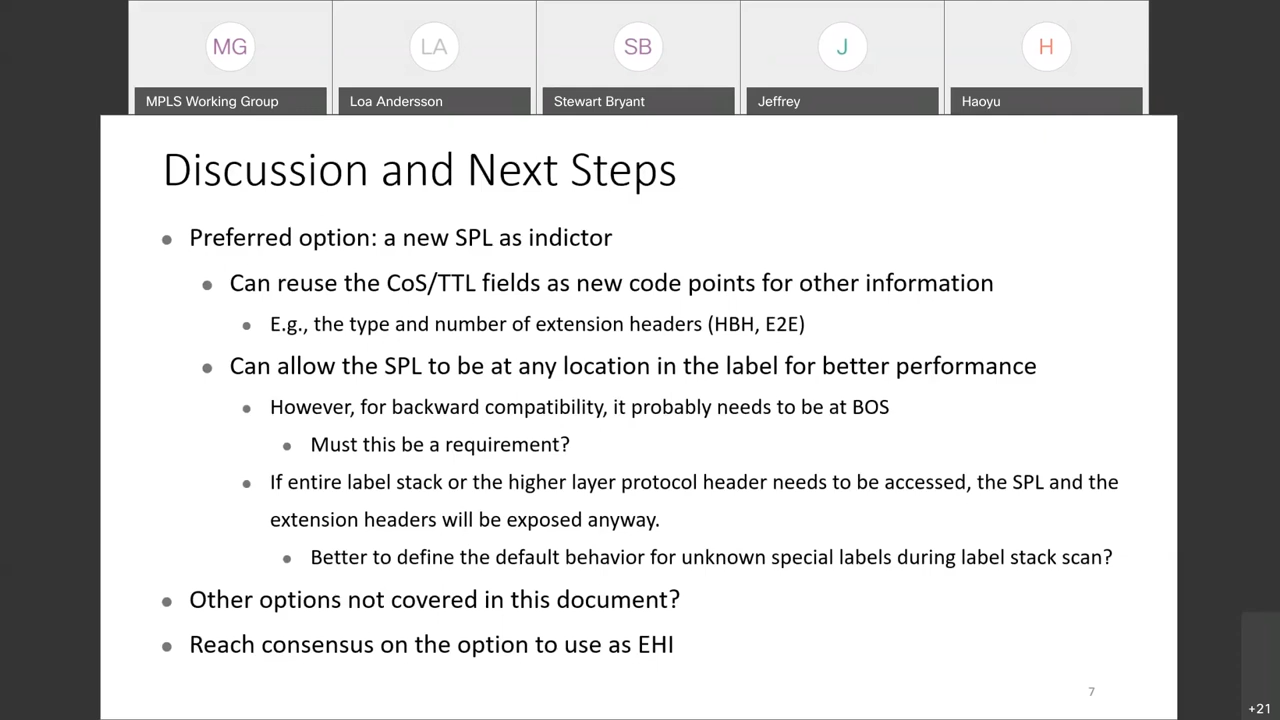 MG
LA
SB
J
H
MPLS Working Group
Loa Andersson
Stewart Bryant
Jeffrey
Haoyu
Discussion and Next Steps
Preferred option: a new SPL as indictor
Can reuse the CoS/TTL fields as new code points for other information
E.g., the type and number of extension headers (HBH, E2E)
Can allow the SPL to be at any location in the label for better performance
However, for backward compatibility, it probably needs to be at BOS
Must this be a requirement?
If entire label stack or the higher layer protocol header needs to be accessed, the SPL and the
extension headers will be exposed anyway.
Better to define the default behavior for unknown special labels during label stack scan?
Other options not covered in this document?
Reach consensus on the option to use as EHI
7
+21